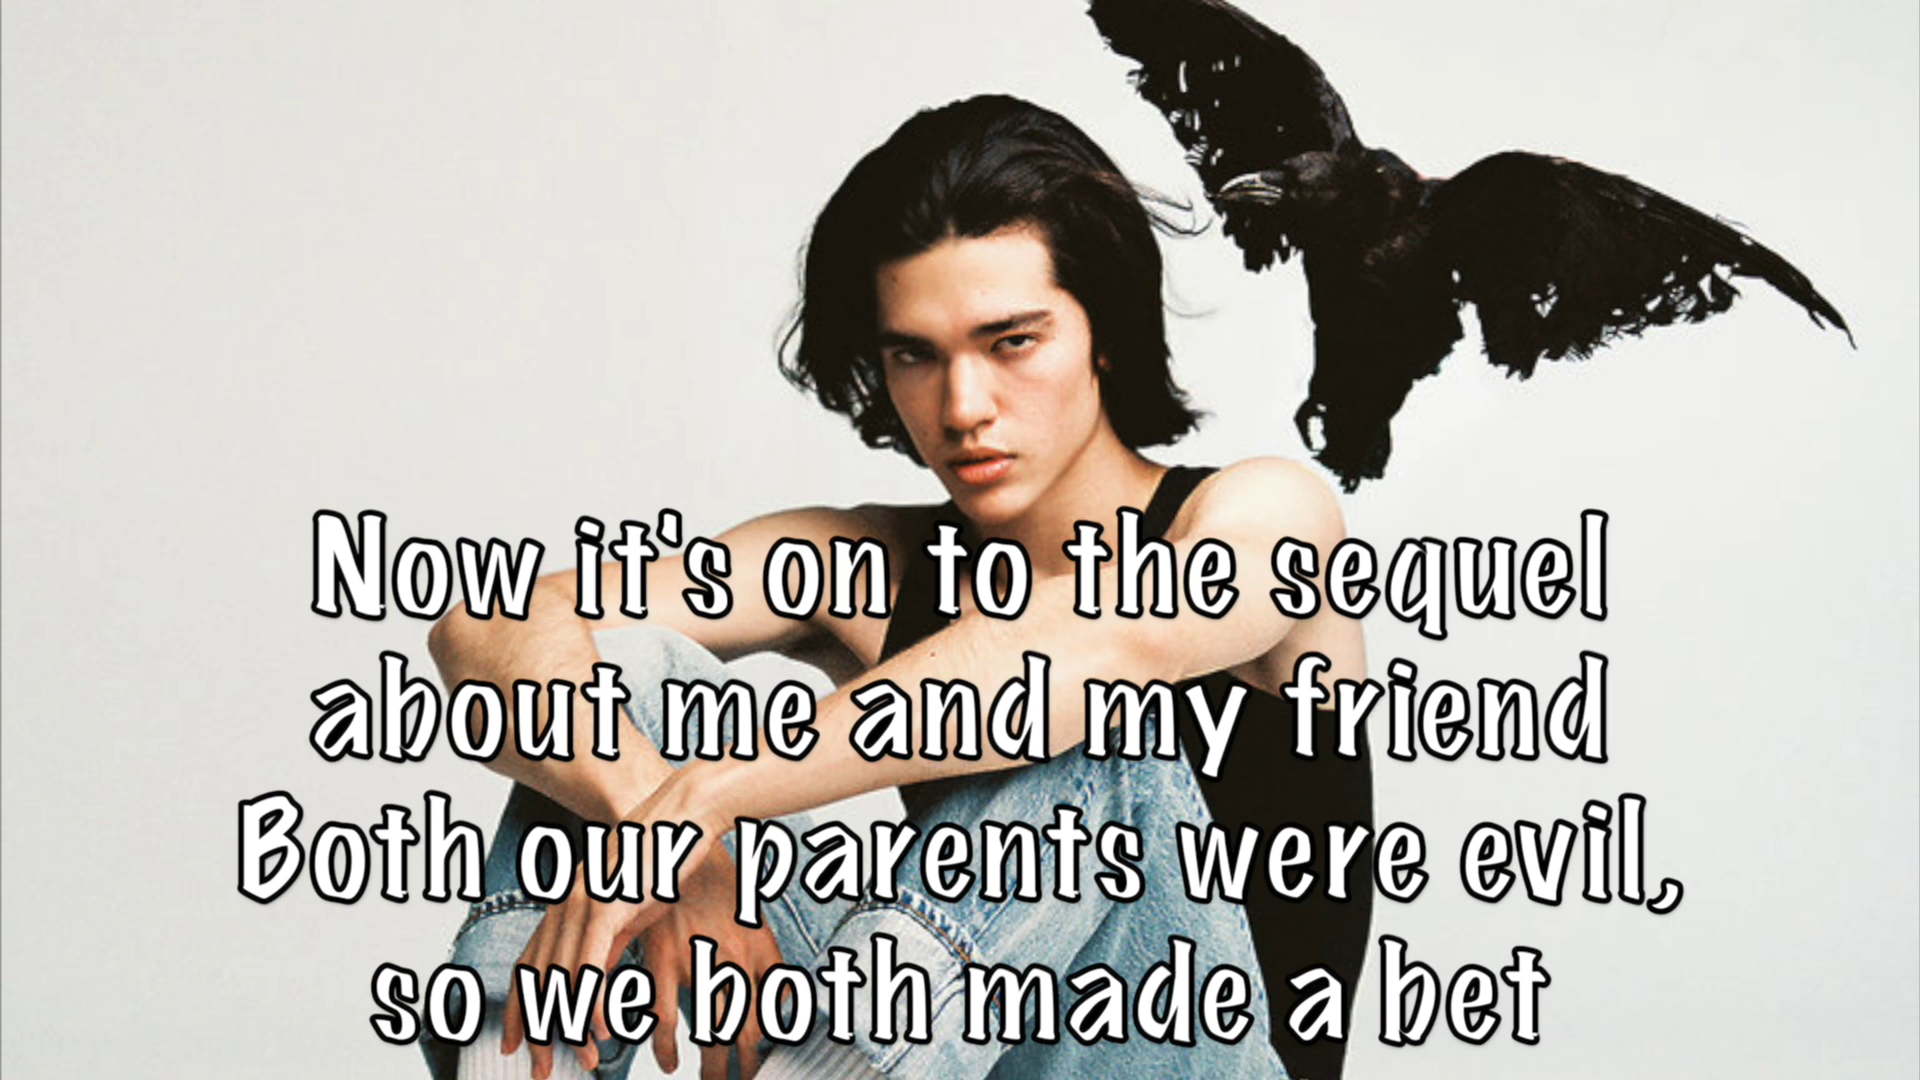 Now it's on to the sequel
about me and my friend
Both our parents were evil,
so we both made a bet